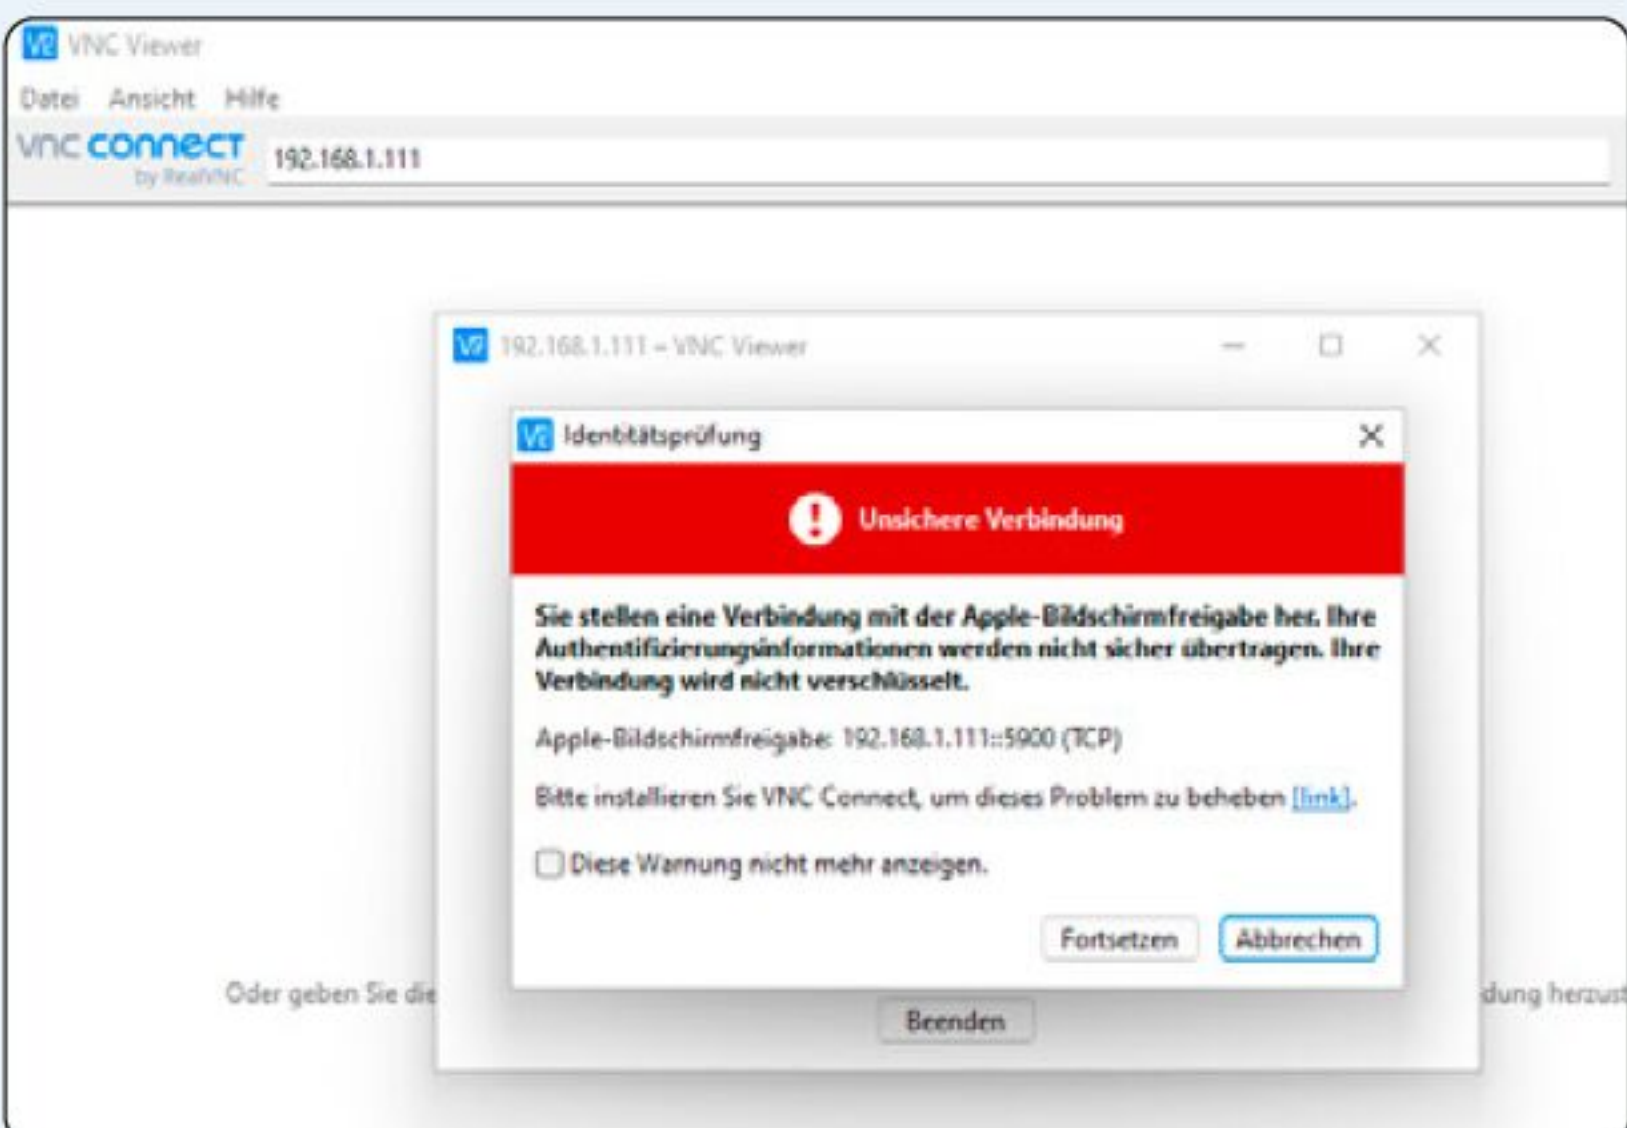 VNC Viewer
Datei Ansicht Hilfe
vnc connect
by RealVNC
192.168.1.111
192.168.1.111 – VNC Viewer
Identitätsprüfung
Unsichere Verbindung
Sie stellen eine Verbindung mit der Apple-Bildschirmfreigabe her. Ihre
Authentifizierungsinformationen werden nicht sicher übertragen. Ihre
Verbindung wird nicht verschlüsselt.
Apple-Bildschirmfreigabe: 192.168.1.111::5900 (TCP)
Bitte installieren Sie VNC Connect, um dieses Problem zu beheben [link].
Diese Warnung nicht mehr anzeigen.
Fortsetzen Abbrechen
Oder geben Sie die dung herzust
Beenden